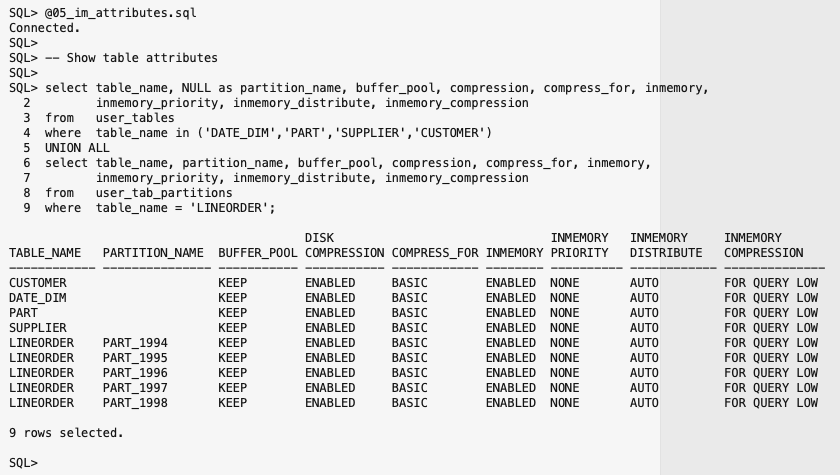 SQL> @05_im_attributes.sql
Connected.
SQL>
SQL> -- Show table attributes
SQL>
SQL> select table_name, NULL as partition_name, buffer_pool, compression, compress_for, inmemory,
  2         inmemory_priority, inmemory_distribute, inmemory_compression
  3  from   user_tables
  4  where  table_name in ('DATE_DIM','PART','SUPPLIER','CUSTOMER')
  5  UNION ALL
  6  select table_name, partition_name, buffer_pool, compression, compress_for, inmemory,
  7         inmemory_priority, inmemory_distribute, inmemory_compression
  8  from   user_tab_partitions
  9  where  table_name = 'LINEORDER';
                                         DISK                             INMEMORY   INMEMORY     INMEMORY
TABLE_NAME   PARTITION_NAME  BUFFER_POOL COMPRESSION COMPRESS_FOR INMEMORY PRIORITY   DISTRIBUTE   COMPRESSION
------------ --------------- ----------- ----------- ------------ -------- ---------- ------------ --------------
CUSTOMER                     KEEP        ENABLED     BASIC        ENABLED  NONE       AUTO         FOR QUERY LOW
DATE_DIM                     KEEP        ENABLED     BASIC        ENABLED  NONE       AUTO         FOR QUERY LOW
PART                         KEEP        ENABLED     BASIC        ENABLED  NONE       AUTO         FOR QUERY LOW
SUPPLIER                     KEEP        ENABLED     BASIC        ENABLED  NONE       AUTO         FOR QUERY LOW
LINEORDER    PART_1994       KEEP        ENABLED     BASIC        ENABLED  NONE       AUTO         FOR QUERY LOW
LINEORDER    PART_1995       KEEP        ENABLED     BASIC        ENABLED  NONE       AUTO         FOR QUERY LOW
LINEORDER    PART_1996       KEEP        ENABLED     BASIC        ENABLED  NONE       AUTO         FOR QUERY LOW
LINEORDER    PART_1997       KEEP        ENABLED     BASIC        ENABLED  NONE       AUTO         FOR QUERY LOW
LINEORDER    PART_1998       KEEP        ENABLED     BASIC        ENABLED  NONE       AUTO         FOR QUERY LOW
9 rows selected.
SQL>